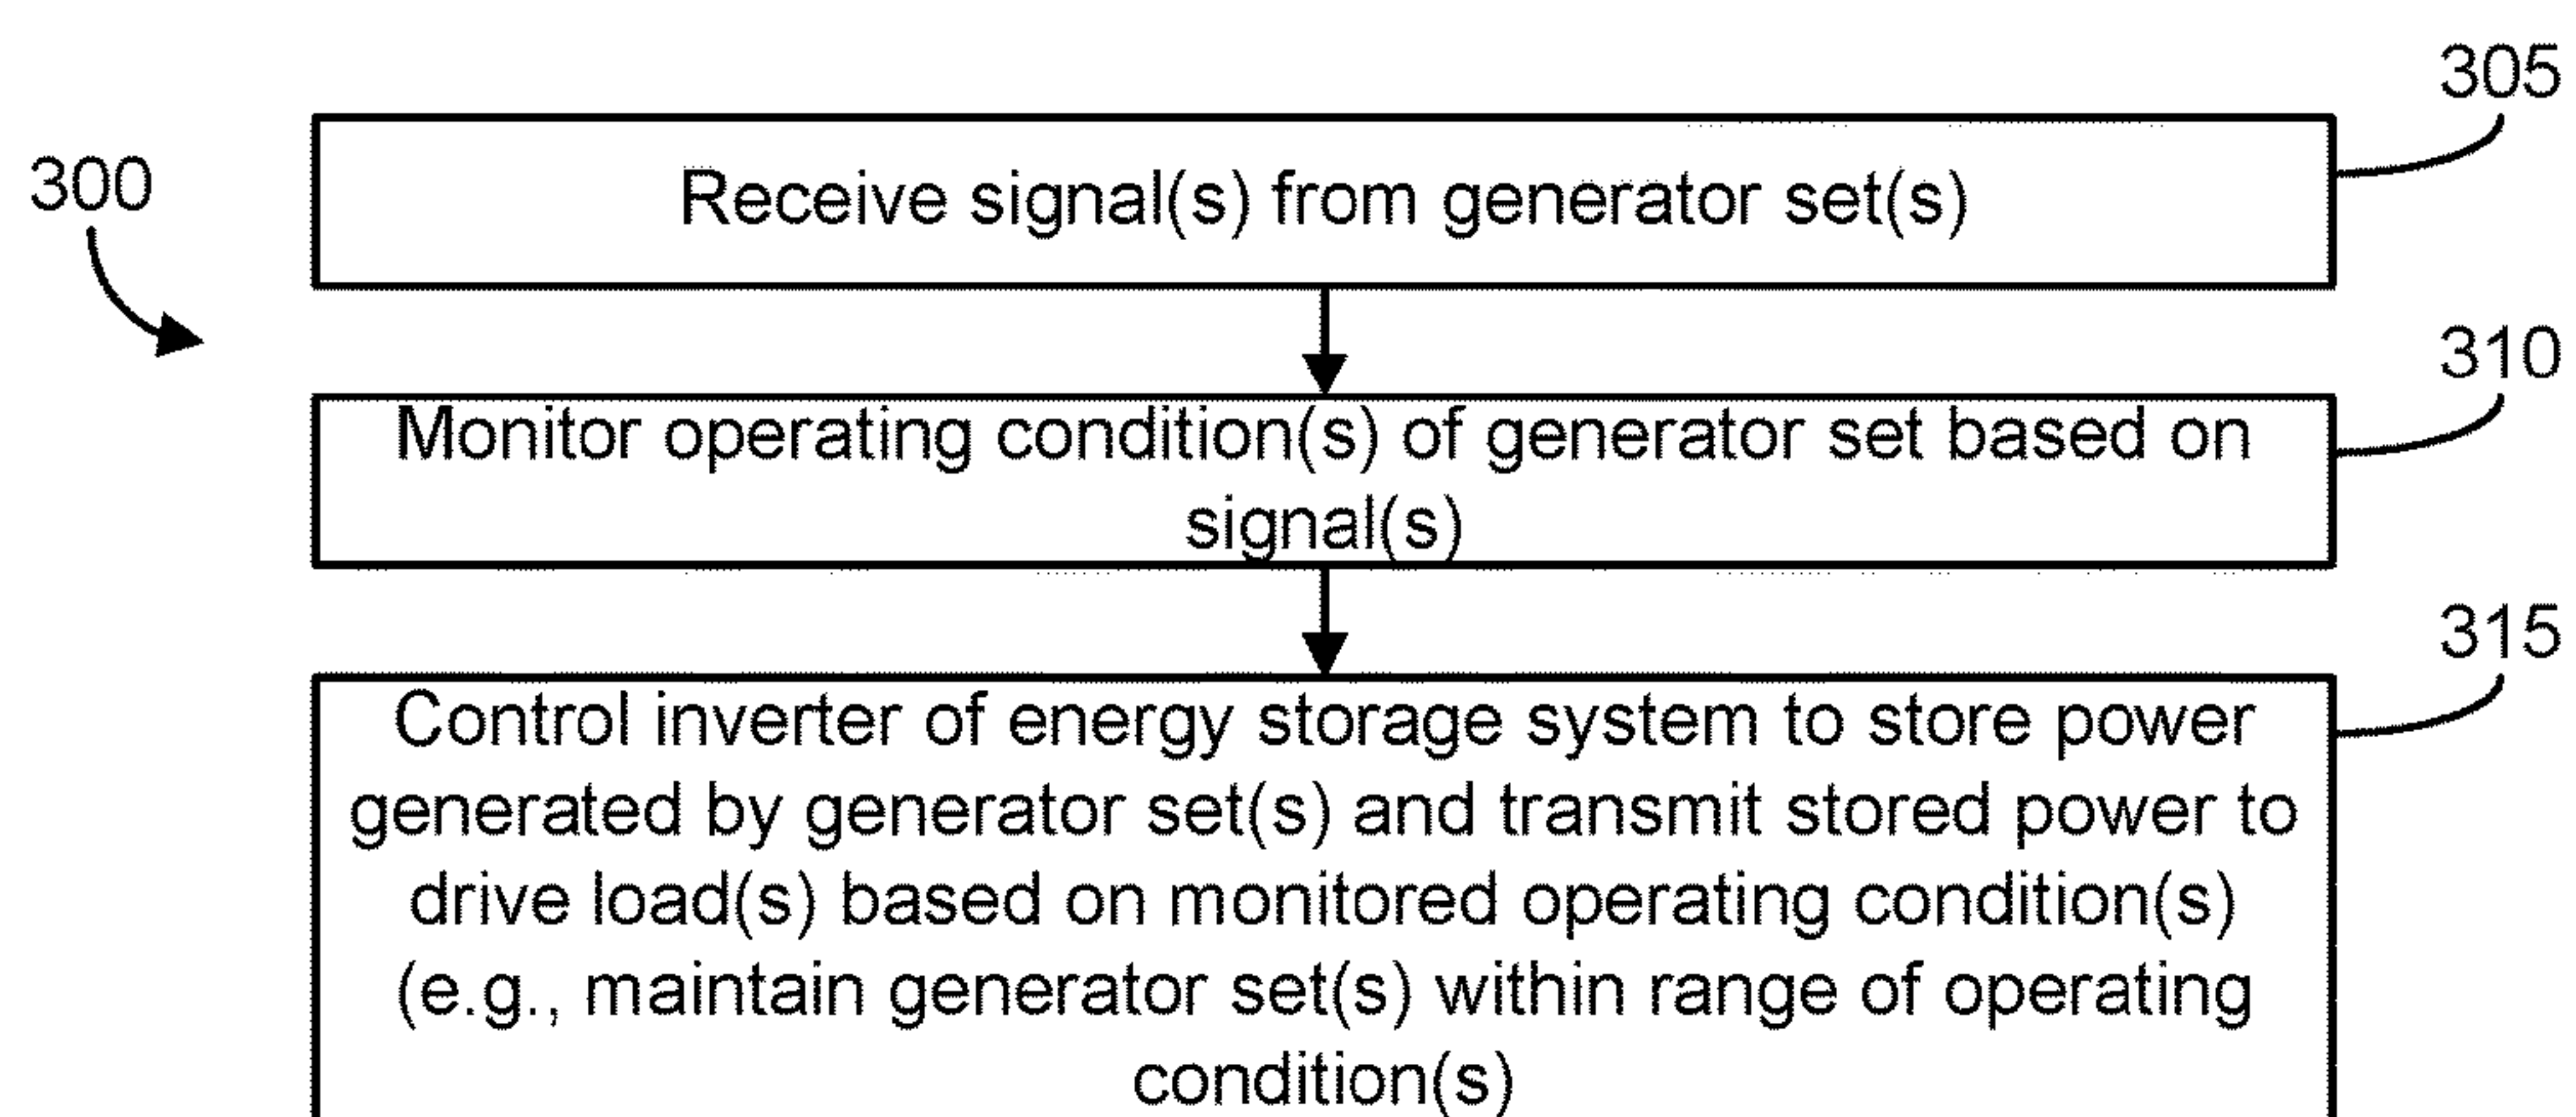 305
300
Receive signal(s) from generator set(s)
310
Monitor operating condition(s) of generator set based on
signal(s)
315
Control inverter of energy storage system to store power
generated by generator set(s) and transmit stored power to
drive load(s) based on monitored operating condition(s)
(e.g., maintain generator set(s) within range of operating
condition(s)